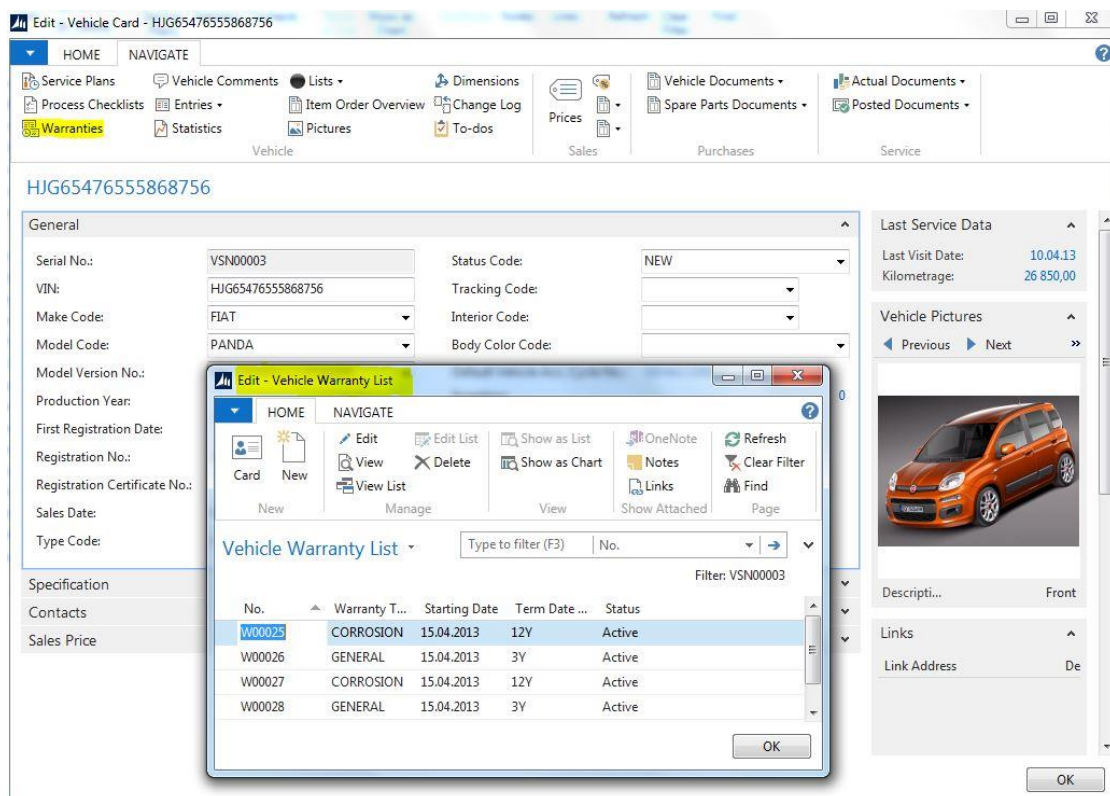 Edit - Vehicle Card - HJG65476555868756
HOME NAVIGATE
Service Plans Vehicle Comments Lists Dimensions Vehicle Documents Actual Documents
Process Checklists Entries Item Order Overview Change Log Prices Spare Parts Documents Posted Documents
Warranties Statistics Pictures To-dos
Vehicle Sales Purchases Service
HJG65476555868756
General
Serial No.: VSN00003 Status Code: NEW
VIN: HJG65476555868756 Tracking Code:
Make Code: FIAT Interior Code:
Model Code: PANDA Body Color Code:
Model Version No.:
Production Year: 0
First Registration Date:
Registration No.:
Registration Certificate No.:
Sales Date:
Type Code:
Specification
Contacts
Sales Price
Edit - Vehicle Warranty List
HOME NAVIGATE
Card New Edit Edit List Show as List OneNote Refresh
View Delete Show as Chart Notes Clear Filter
View List Links Find
New Manage View Show Attached Page
Vehicle Warranty List Type to filter (F3) No.
Filter: VSN00003
No. Warranty T... Starting Date Term Date ... Status
W00025 CORROSION 15.04.2013 12Y Active
W00026 GENERAL 15.04.2013 3Y Active
W00027 CORROSION 15.04.2013 12Y Active
W00028 GENERAL 15.04.2013 3Y Active
OK
Last Service Data
Last Visit Date: 10.04.13
Kilometrage: 26 850,00
Vehicle Pictures
Previous Next
Descripti... Front
Links
Link Address De
OK